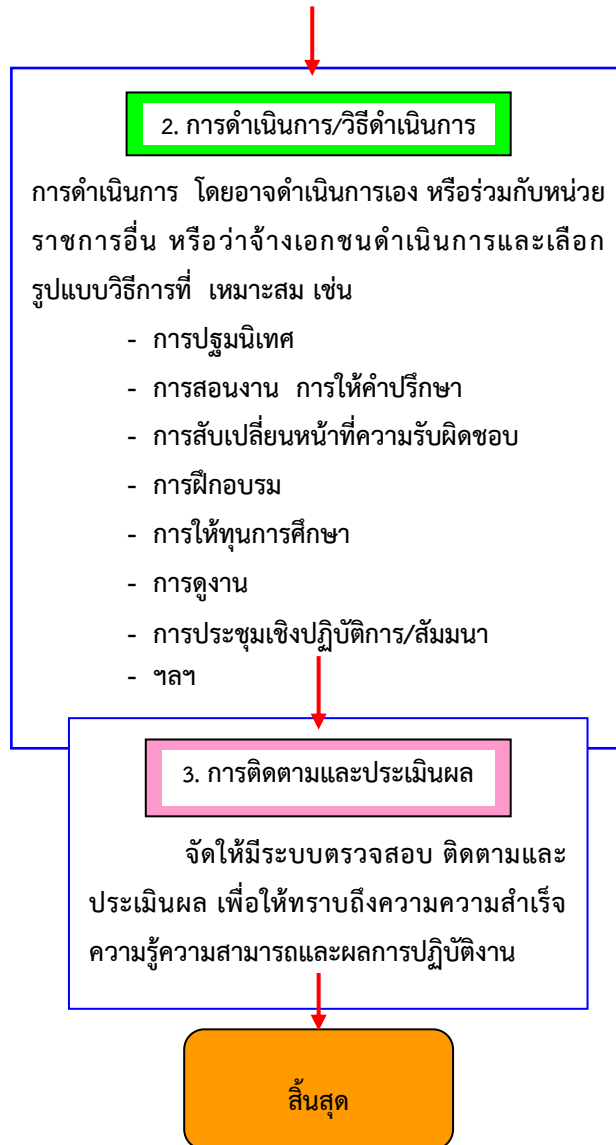 2. การดำเนินการ/วิธีดำเนินการ
การดำเนินการ โดยอาจดำเนินการเอง หรือร่วมกับหน่วย
ราชการอื่น หรือว่าจ้างเอกชนดำเนินการและเลือก
รูปแบบวิธีการที่ เหมาะสม เช่น
- การปฐมนิเทศ
- การสอนงาน การให้คำปรึกษา
- การสับเปลี่ยนหน้าที่ความรับผิดชอบ
- การฝึกอบรม
- การให้ทุนการศึกษา
- การดูงาน
- การประชุมเชิงปฏิบัติการ/สัมมนา
- ฯลฯ
3. การติดตามและประเมินผล
จัดให้มีระบบตรวจสอบ ติดตามและ
ประเมินผล เพื่อให้ทราบถึงความความสำเร็จ
ความรู้ความสามารถและผลการปฏิบัติงาน
สิ้นสุด